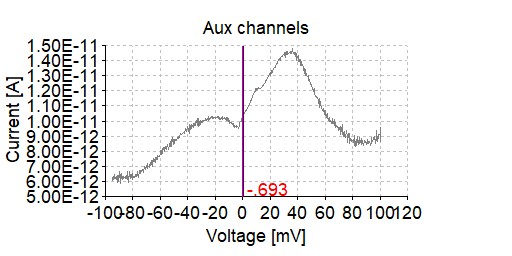 Aux channels
1.50E-11
1.40E-11
1.30E-11
1.20E-11
1.10E-11
1.00E-11
9.00E-12
8.00E-12
7.00E-12
6.00E-12
5.00E-12
Current [A]
-.693
-100 -80 -60 -40 -20 0 20 40 60 80 100 120
Voltage [mV]